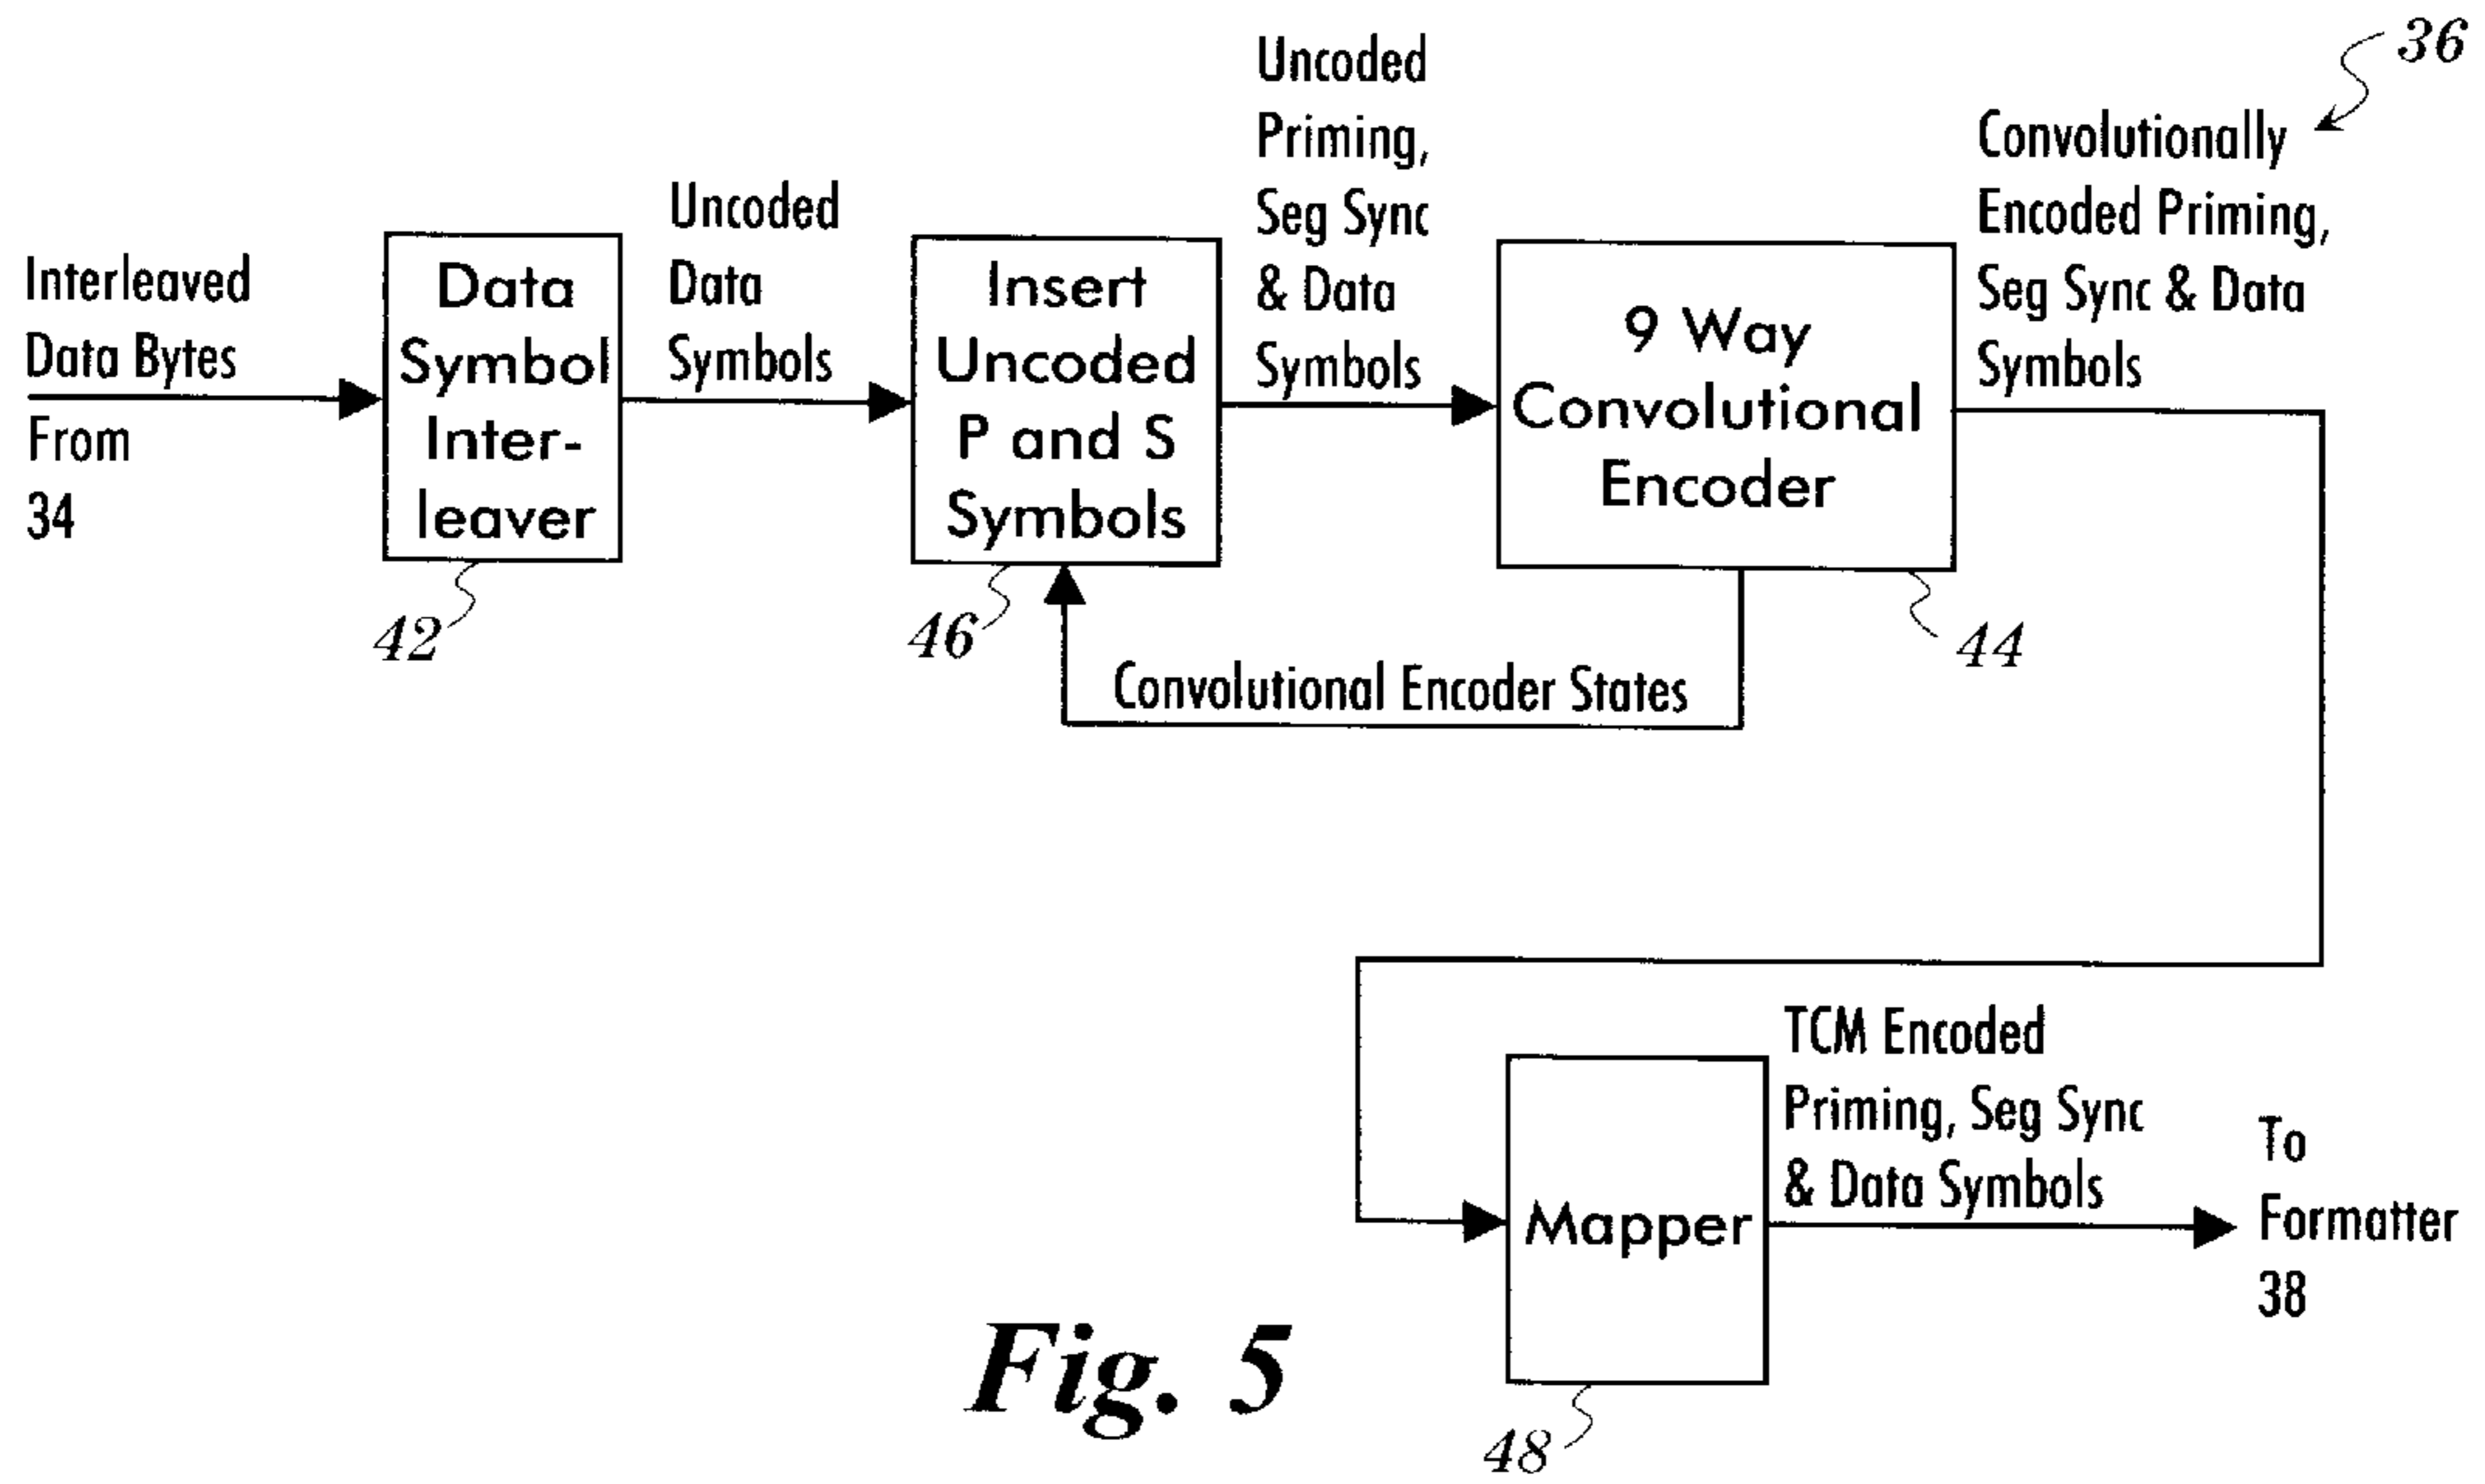 36
Interleaved
Data Bytes
From
34
Data
Symbol
Inter-
leaver
42
Uncoded
Data
Symbols
Insert
Uncoded
P and S
Symbols
46
Uncoded
Priming,
Seg Sync
& Data
Symbols
9 Way
Convolutional
Encoder
44
Convolutional Encoder States
Convolutionally
Encoded Priming,
Seg Sync & Data
Symbols
Mapper
48
TCM Encoded
Priming, Seg Sync
& Data Symbols
To
Formatter
38
Fig. 5